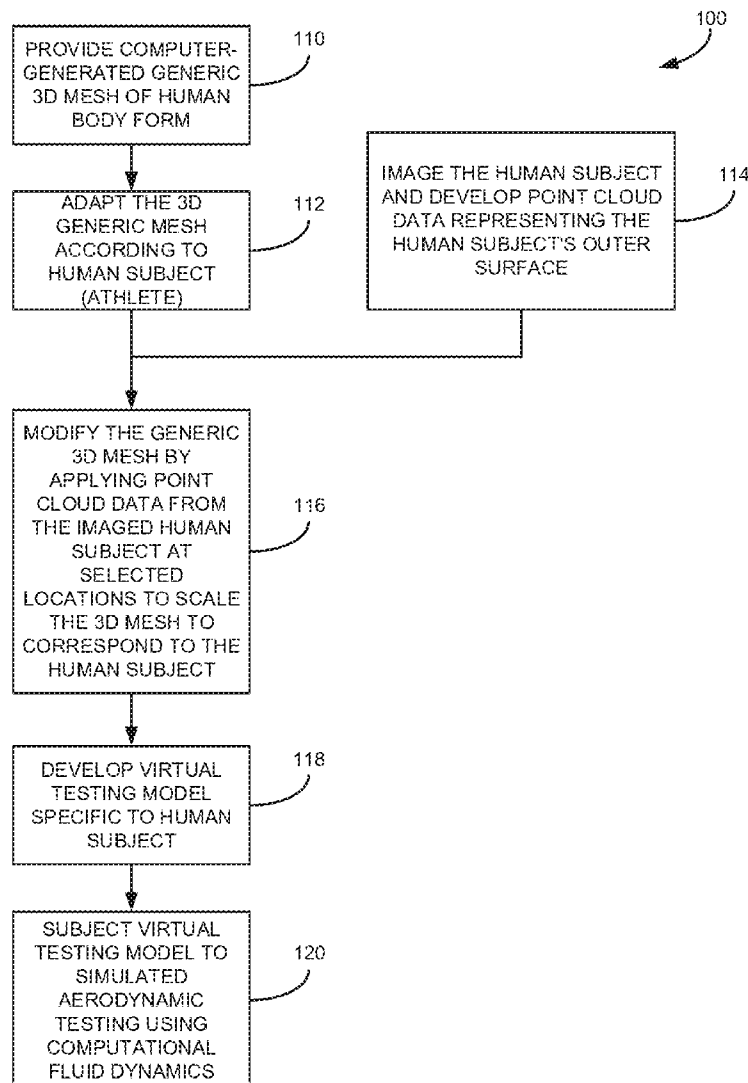 100
PROVIDE COMPUTER-
GENERATED GENERIC
3D MESH OF HUMAN
BODY FORM
110
ADAPT THE 3D
GENERIC MESH
ACCORDING TO
HUMAN SUBJECT
(ATHLETE)
112
IMAGE THE HUMAN SUBJECT
AND DEVELOP POINT CLOUD
DATA REPRESENTING THE
HUMAN SUBJECT'S OUTER
SURFACE
114
MODIFY THE GENERIC
3D MESH BY
APPLYING POINT
CLOUD DATA FROM
THE IMAGED HUMAN
SUBJECT AT
SELECTED
LOCATIONS TO SCALE
THE 3D MESH TO
CORRESPOND TO THE
HUMAN SUBJECT
116
DEVELOP VIRTUAL
TESTING MODEL
SPECIFIC TO HUMAN
SUBJECT
118
SUBJECT VIRTUAL
TESTING MODEL TO
SIMULATED
AERODYNAMIC
TESTING USING
COMPUTATIONAL
FLUID DYNAMICS
120